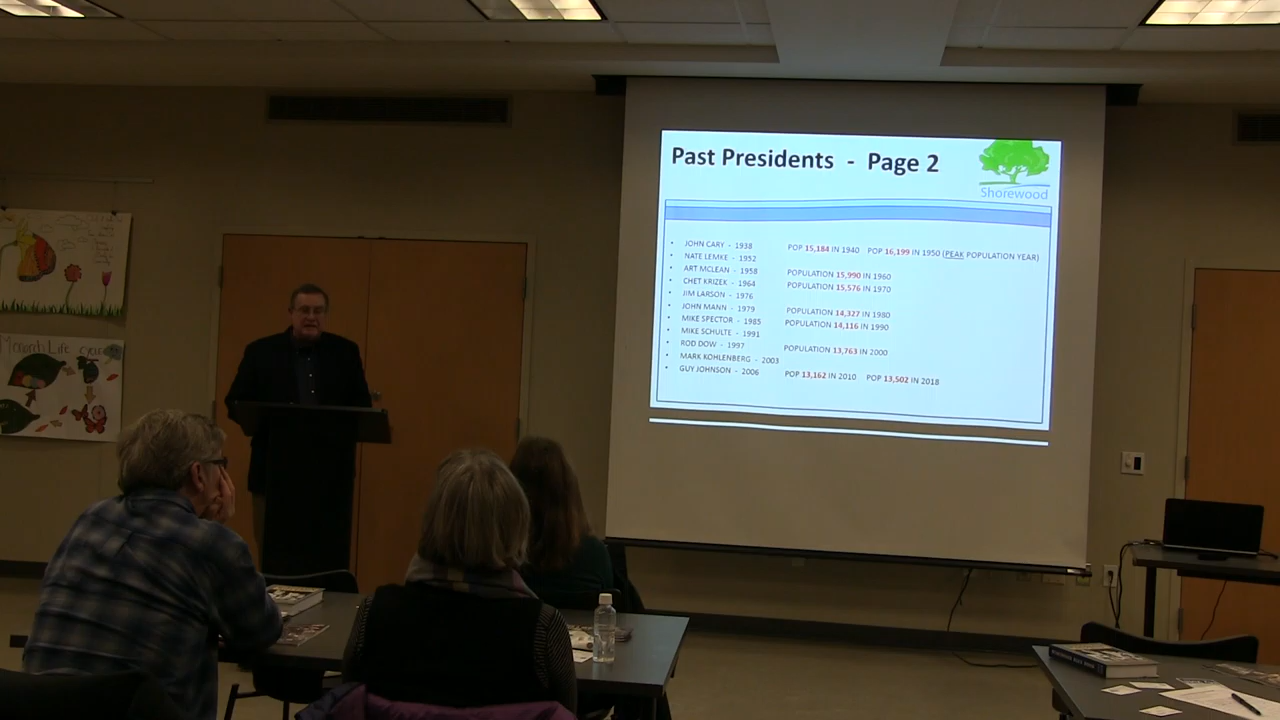 Past Presidents - Page 2
Shorewood
• JOHN CARY - 1938 POP 15,184 IN 1940 POP 16,199 IN 1950 (PEAK POPULATION YEAR)
• NATE LEMKE - 1952
• ART MCLEAN - 1958 POPULATION 15,990 IN 1960
• CHET KRIZEK - 1964 POPULATION 15,576 IN 1970
• JIM LARSON - 1976
• JOHN MANN - 1979 POPULATION 14,327 IN 1980
• MIKE SPECTOR - 1985 POPULATION 14,116 IN 1990
• MIKE SCHULTE - 1991
• ROD DOW - 1997 POPULATION 13,763 IN 2000
• MARK KOHLENBERG - 2003
• GUY JOHNSON - 2006 POP 13,162 IN 2010 POP 13,502 IN 2018
Monarch Life cycle